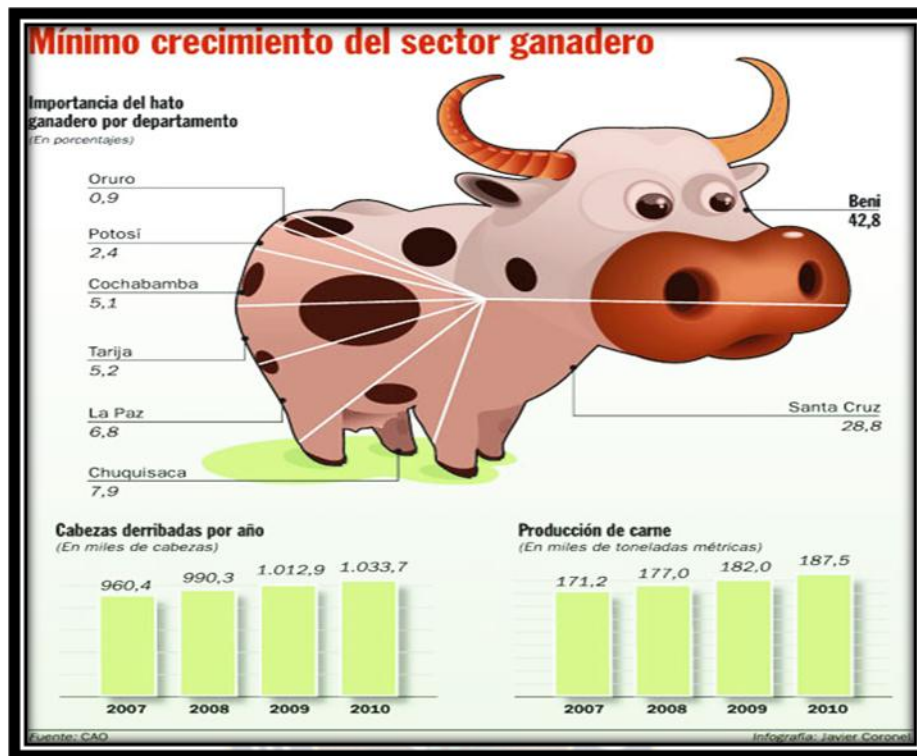 Mínimo crecimiento del sector ganadero
Importancia del hato
ganadero por departamento
(En porcentajes)
Oruro
0,9
Potosí
2,4
Cochabamba
5,1
Tarija
5,2
La Paz
6,8
Chuquisaca
7,9
Beni
42,8
Santa Cruz
28,8
Cabezas derribadas por año
(En miles de cabezas)
960,4 990,3 1.012,9 1.033,7
2007 2008 2009 2010
Producción de carne
(En miles de toneladas métricas)
171,2 177,0 182,0 187,5
2007 2008 2009 2010
Fuente: CAO
Infografía: Javier Coronel